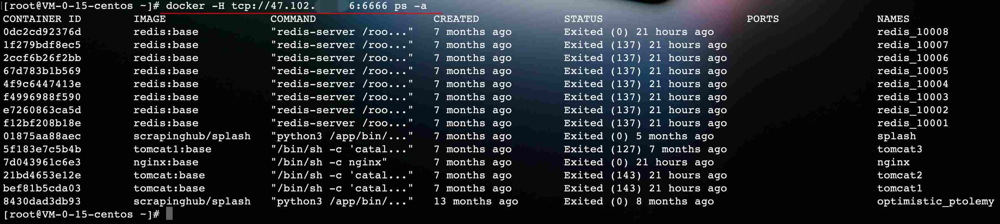 [root@VM-0-15-centos ~]# docker -H tcp://47.102. 6:6666 ps -a
CONTAINER ID IMAGE COMMAND CREATED STATUS PORTS NAMES
0dc2cd92376d redis:base "redis-server /roo..." 7 months ago Exited (0) 21 hours ago redis_10008
1f279bdf8ec5 redis:base "redis-server /roo..." 7 months ago Exited (137) 21 hours ago redis_10007
2ccf6b26f2bb redis:base "redis-server /roo..." 7 months ago Exited (137) 21 hours ago redis_10006
67d783b1b569 redis:base "redis-server /roo..." 7 months ago Exited (137) 21 hours ago redis_10005
4f9c6447413e redis:base "redis-server /roo..." 7 months ago Exited (137) 21 hours ago redis_10004
f4996988f590 redis:base "redis-server /roo..." 7 months ago Exited (137) 21 hours ago redis_10003
e7260863ca5d redis:base "redis-server /roo..." 7 months ago Exited (137) 21 hours ago redis_10002
f12bf208b18e redis:base "redis-server /roo..." 7 months ago Exited (137) 21 hours ago redis_10001
01875aa88aec scrapinghub/splash "python3 /app/bin/..." 7 months ago Exited (0) 5 months ago splash
5f183e7c5b4b tomcat1:base "/bin/sh -c 'catal..." 7 months ago Exited (127) 7 months ago tomcat3
7d043961c6e3 nginx:base "/bin/sh -c nginx" 7 months ago Exited (0) 21 hours ago nginx
21bd4653e12e tomcat:base "/bin/sh -c 'catal..." 7 months ago Exited (143) 21 hours ago tomcat2
bef81b5cda03 tomcat:base "/bin/sh -c 'catal..." 7 months ago Exited (143) 21 hours ago tomcat1
8430dad3db93 scrapinghub/splash "python3 /app/bin/..." 13 months ago Exited (0) 8 months ago optimistic_ptolemy
[root@VM-0-15-centos ~]#